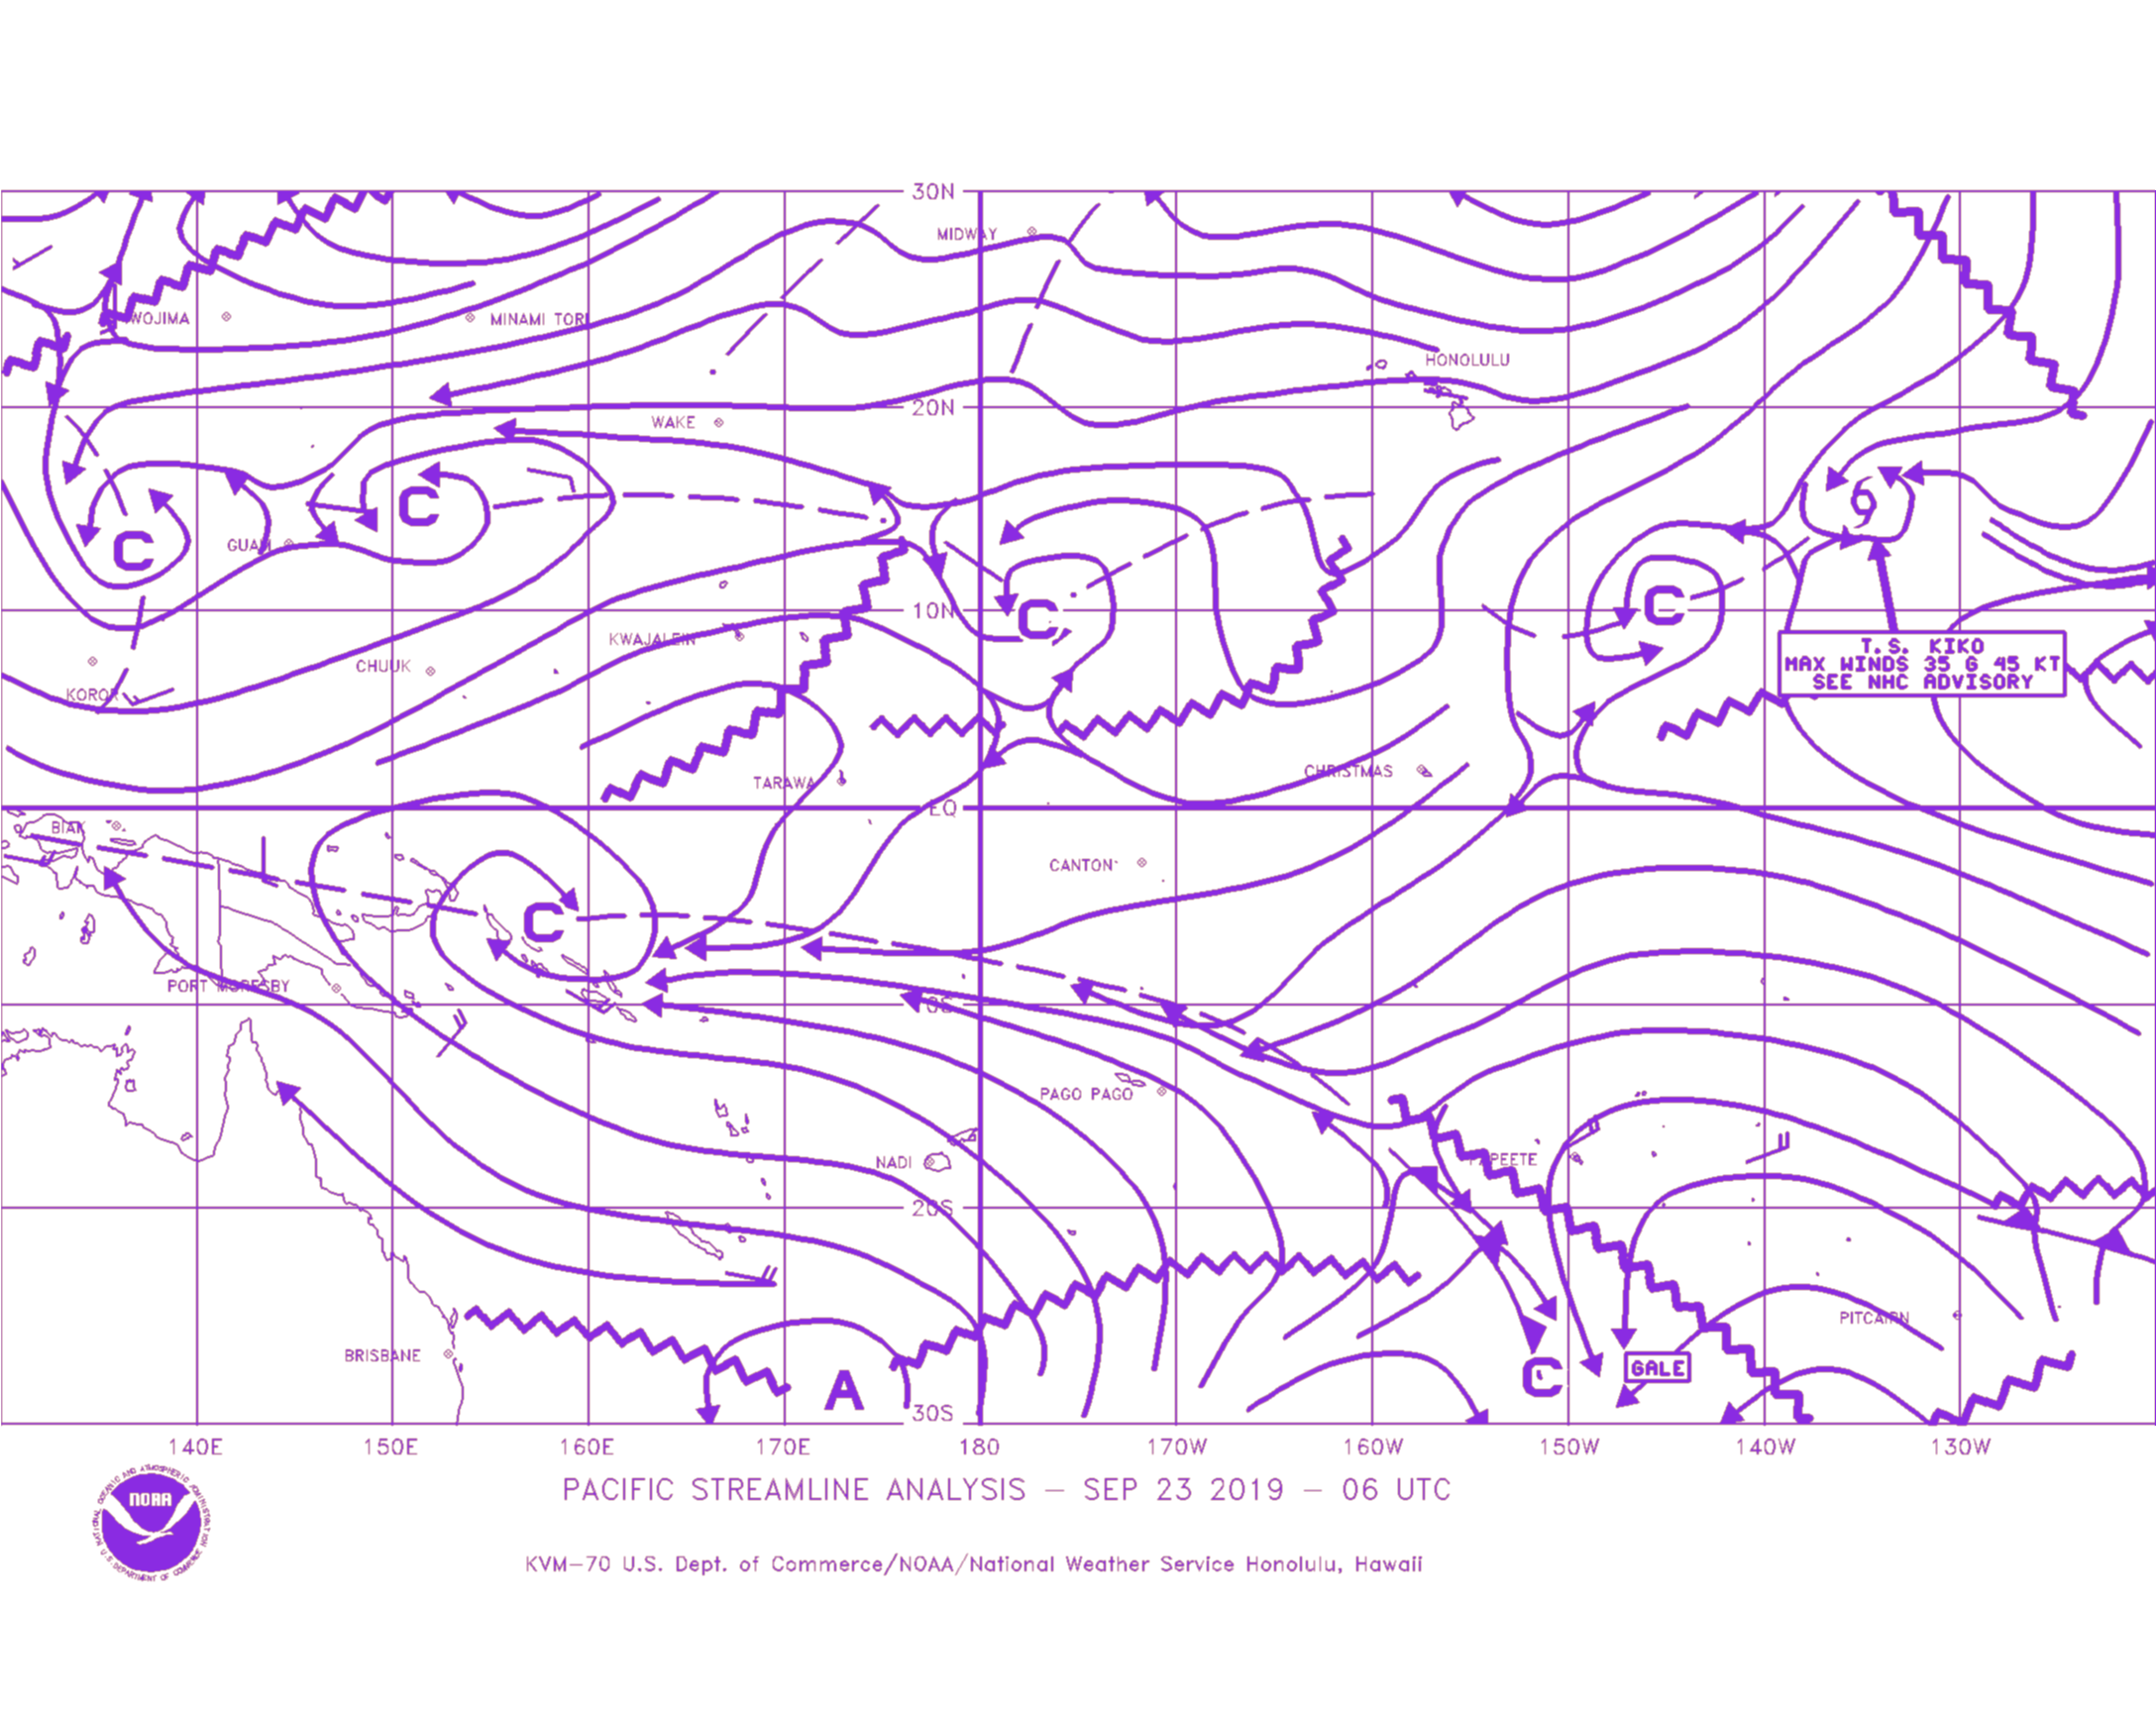 30N
MIDWAY
WOJIMA
MINAMI TORI
HONOLULU
20N
WAKE
C
C
GUAM
C
C
10N
T.S. KIKO
MAX WINDS 35 G 45 KT
SEE NHC ADVISORY
KWAJALEIN
CHUUK
KOROR
TARAWA
CHRISTMAS
EQ
BIAK
CANTON
C
PORT MORESBY
0S
PAGO PAGO
NADI
PAPEETE
20S
PITCAIRN
BRISBANE
A
C
GALE
30S
140E 150E 160E 170E 180 170W 160W 150W 140W 130W
PACIFIC STREAMLINE ANALYSIS – SEP 23 2019 – 06 UTC
NOAA
NATIONAL OCEANIC AND ATMOSPHERIC ADMINISTRATION
U.S. DEPARTMENT OF COMMERCE
KVM–70 U.S. Dept. of Commerce/NOAA/National Weather Service Honolulu, Hawaii